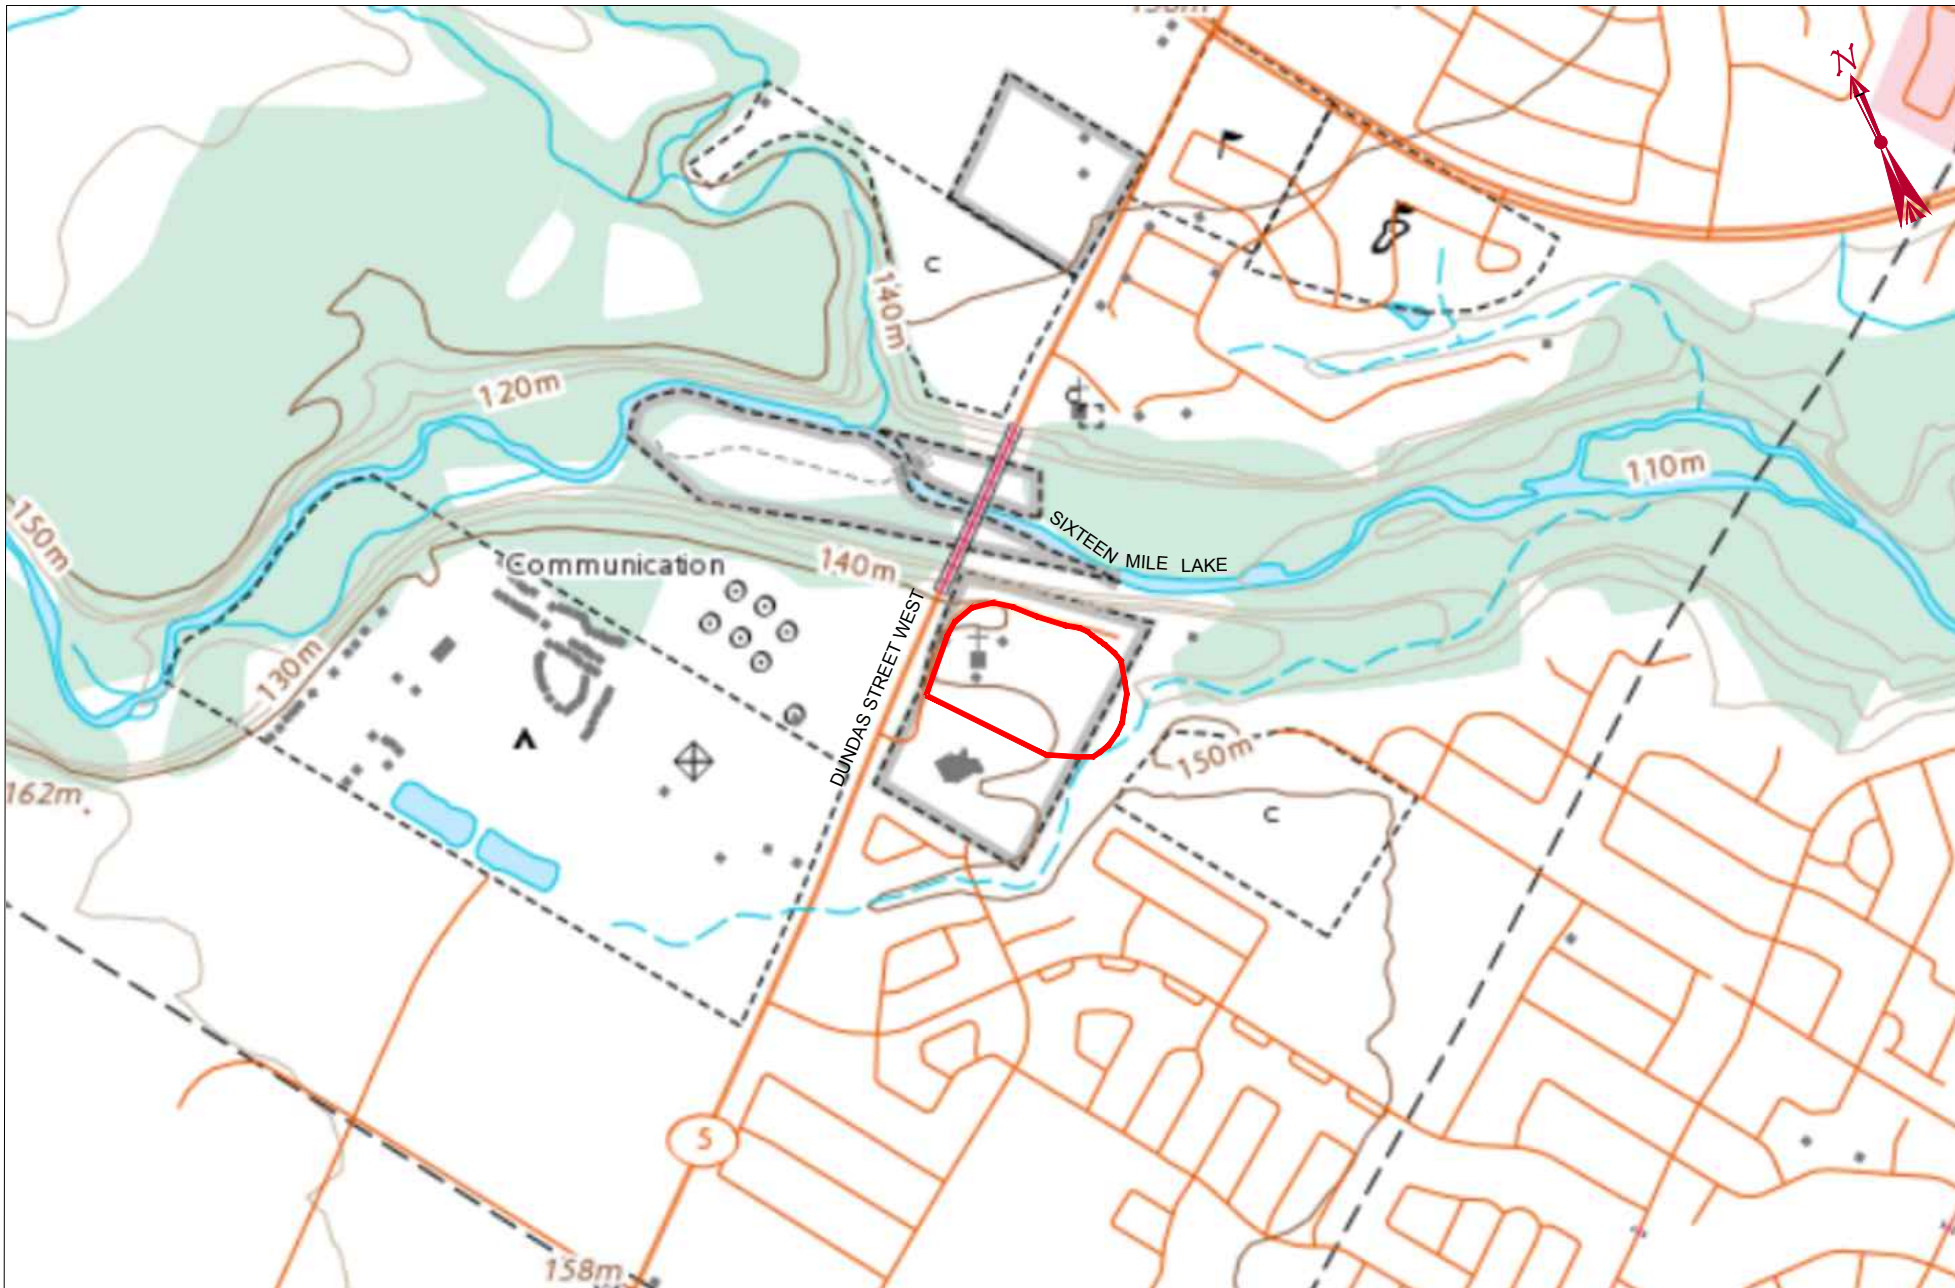 N
140m
120m
110m
150m
SIXTEEN MILE LAKE
Communication
140m
DUNDAS STREET WEST
130m
150m
162m
C
C
C
5
158m